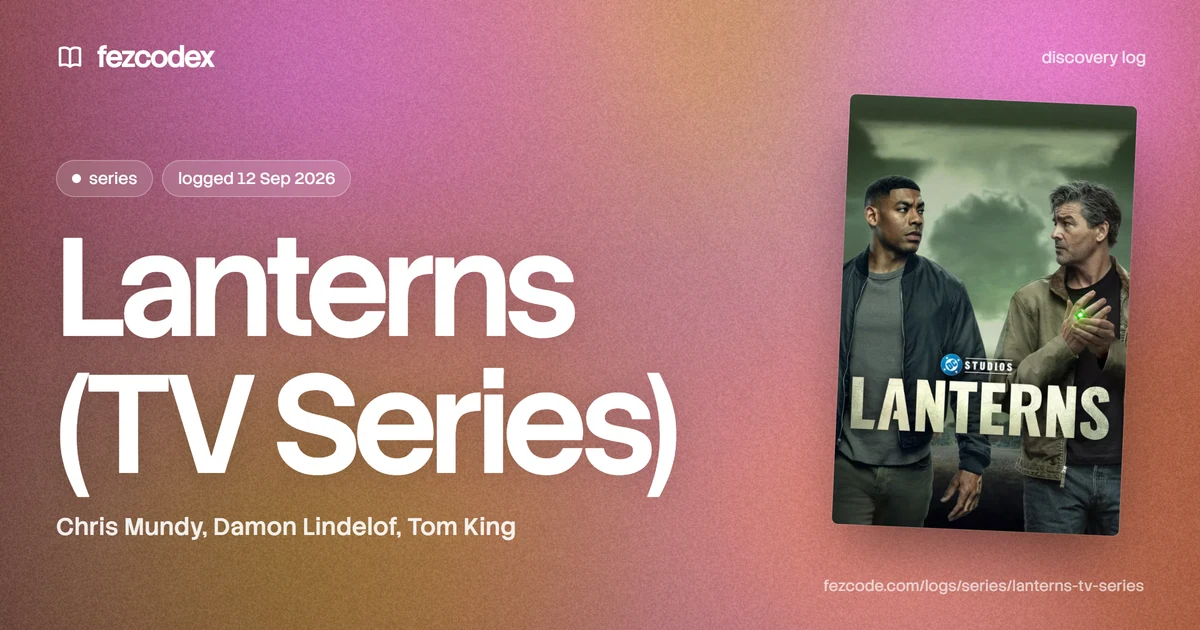 fezcodex
discovery log
series
logged 12 Sep 2026
Lanterns
(TV Series)
Chris Mundy, Damon Lindelof, Tom King
STUDIOS
LANTERNS
fezcode.com/logs/series/lanterns-tv-series